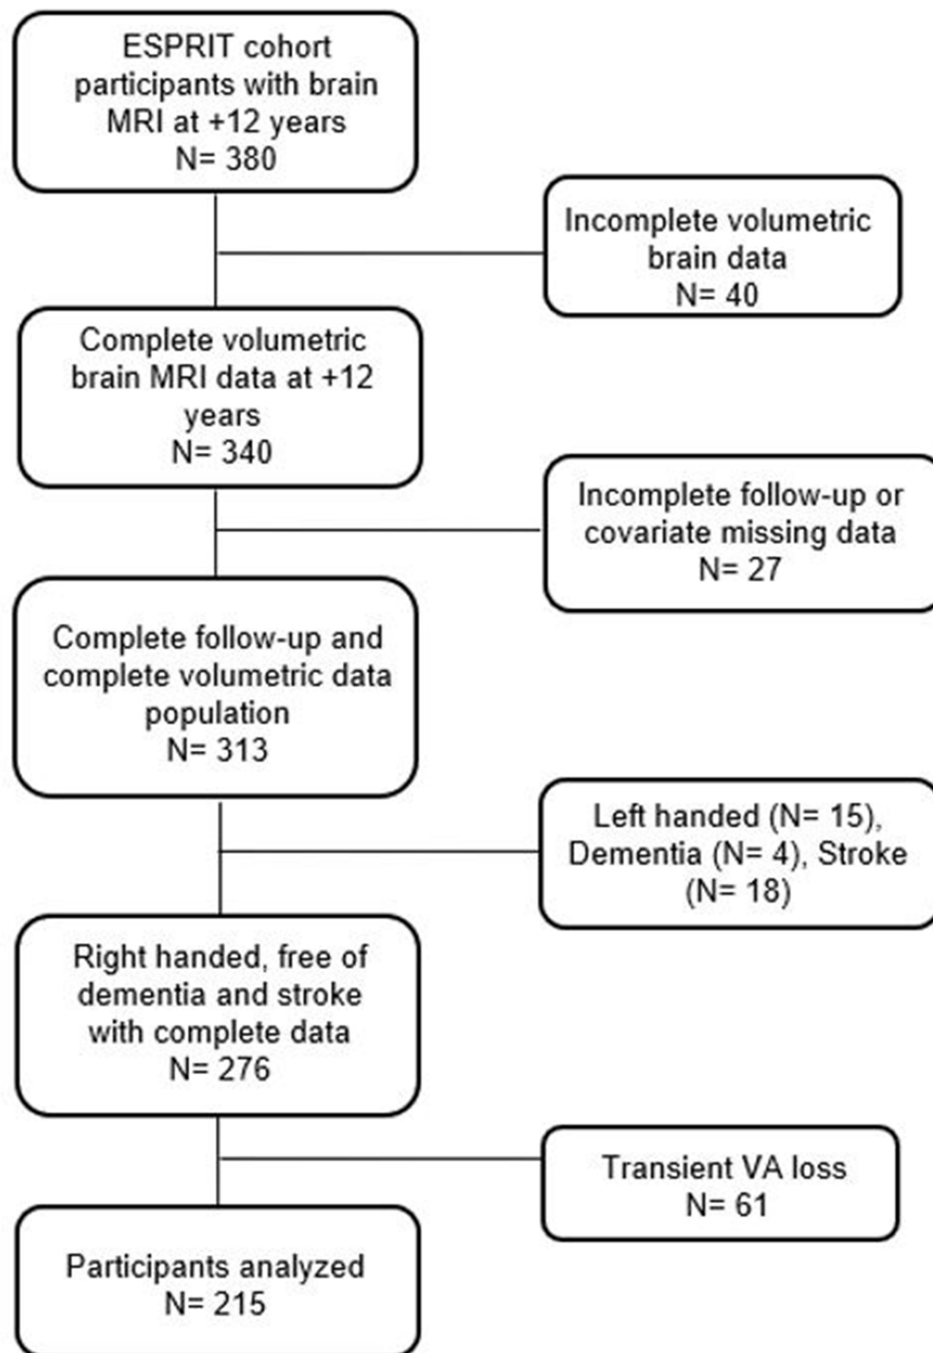 ESPRIT cohort
participants with brain
MRI at +12 years
N= 380
Incomplete volumetric
brain data
N= 40
Complete volumetric
brain MRI data at +12
years
N= 340
Incomplete follow-up or
covariate missing data
N= 27
Complete follow-up and
complete volumetric data
population
N= 313
Left handed (N= 15),
Dementia (N= 4), Stroke
(N= 18)
Right handed, free of
dementia and stroke
with complete data
N= 276
Transient VA loss
N= 61
Participants analyzed
N= 215